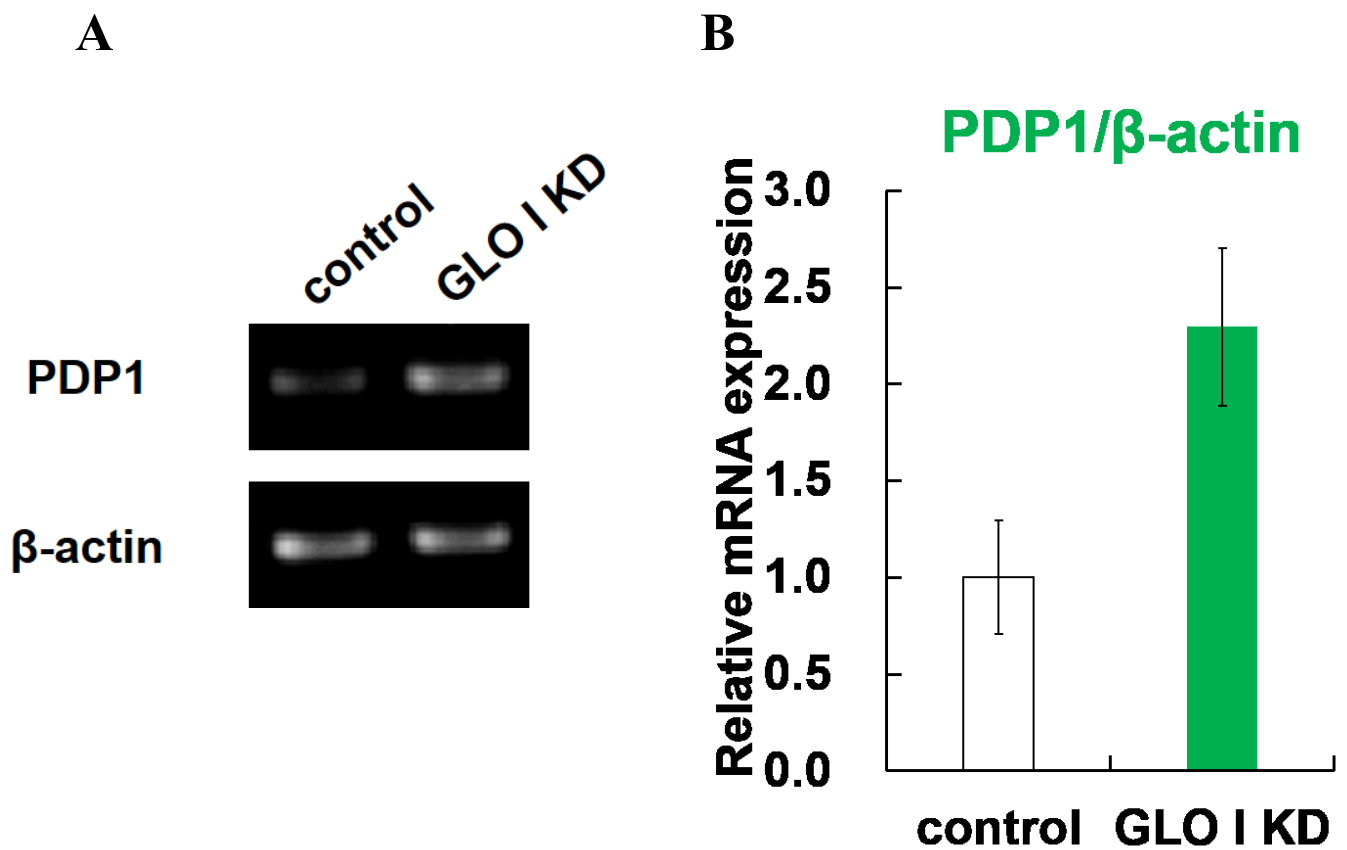 A
control
GLO I KD
PDP1
β-actin
B
PDP1/β-actin
Relative mRNA expression
3.0
2.5
2.0
1.5
1.0
0.5
0.0
control
GLO I KD